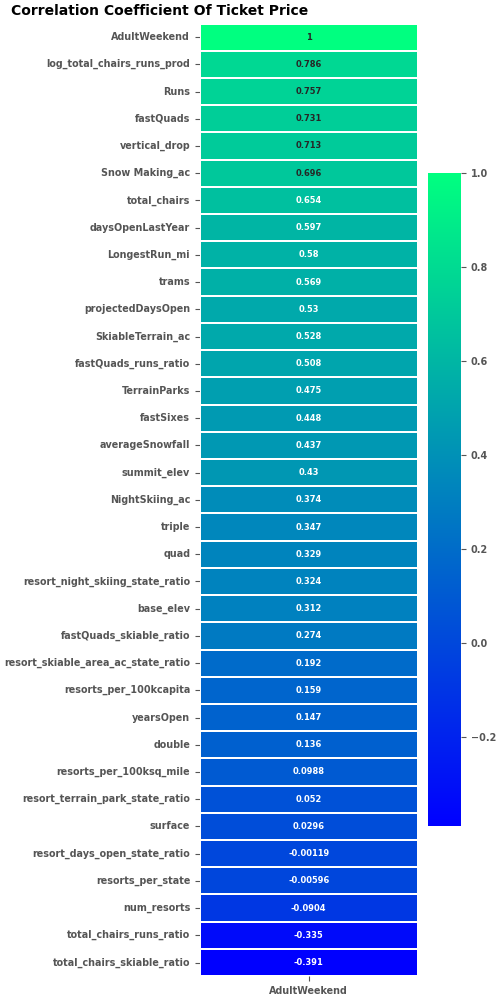 Correlation Coefficient Of Ticket Price
AdultWeekend 1
log_total_chairs_runs_prod 0.786
Runs 0.757
fastQuads 0.731
vertical_drop 0.713
Snow Making_ac 0.696
total_chairs 0.654
daysOpenLastYear 0.597
LongestRun_mi 0.58
trams 0.569
projectedDaysOpen 0.53
SkiableTerrain_ac 0.528
fastQuads_runs_ratio 0.508
TerrainParks 0.475
fastSixes 0.448
averageSnowfall 0.437
summit_elev 0.43
NightSkiing_ac 0.374
triple 0.347
quad 0.329
resort_night_skiing_state_ratio 0.324
base_elev 0.312
fastQuads_skiable_ratio 0.274
resort_skiable_area_ac_state_ratio 0.192
resorts_per_100kcapita 0.159
yearsOpen 0.147
double 0.136
resorts_per_100ksq_mile 0.0988
resort_terrain_park_state_ratio 0.052
surface 0.0296
resort_days_open_state_ratio -0.00119
resorts_per_state -0.00596
num_resorts -0.0904
total_chairs_runs_ratio -0.335
total_chairs_skiable_ratio -0.391
AdultWeekend
1.0
0.8
0.6
0.4
0.2
0.0
−0.2